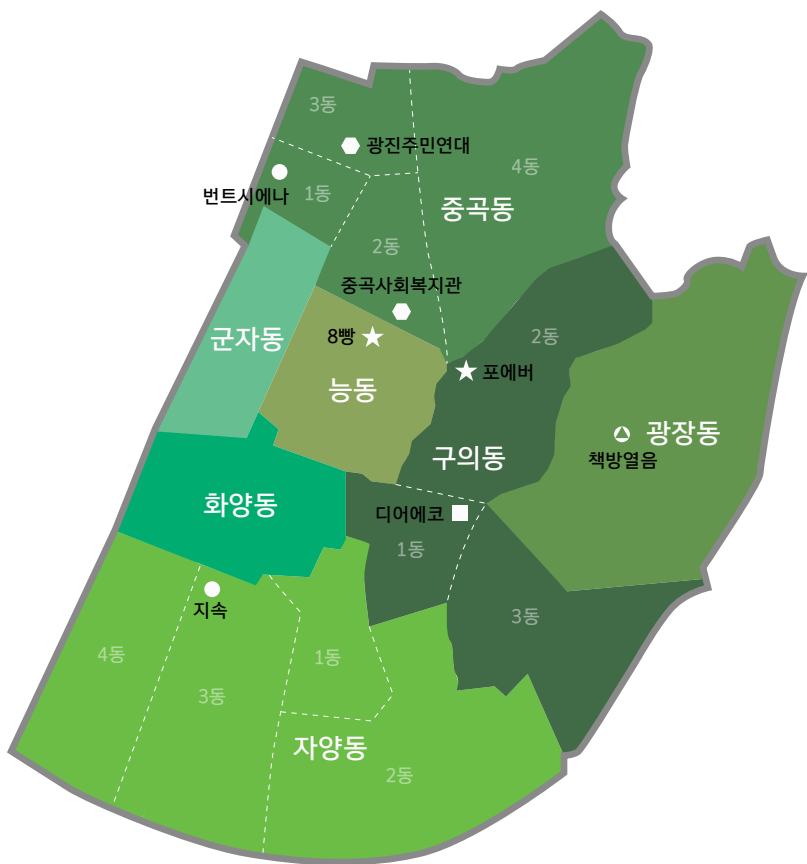 3동
광진주민연대
4동
번트시에나
1동
중곡동
2동
중곡사회복지관
군자동
8빵
2동
능동
포에버
광장동
구의동
책방열음
화양동
디어에코
1동
지속
3동
4동
1동
3동
자양동
2동